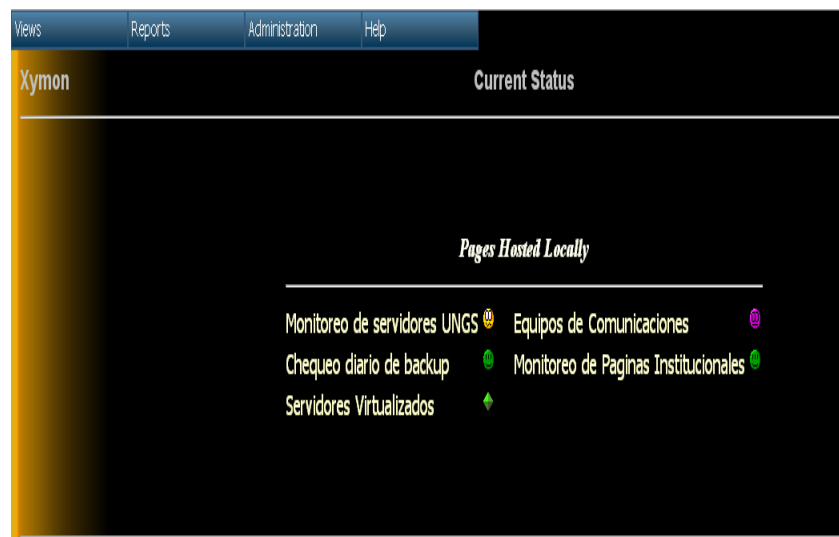 Views Reports Administration Help
Xymon Current Status
Pages Hosted Locally
Monitoreo de servidores UNGS Equipos de Comunicaciones
Chequeo diario de backup Monitoreo de Paginas Institucionales
Servidores Virtualizados